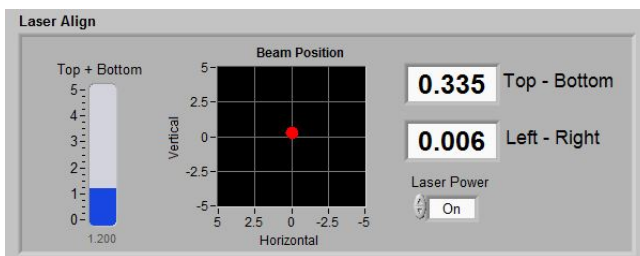 Laser Align
Top + Bottom
5
4
3
2
1
0
1.200
Beam Position
Vertical
5
2.5
0
-2.5
-5
5 2.5 0 -2.5 -5
Horizontal
0.335 Top - Bottom
0.006 Left - Right
Laser Power
On